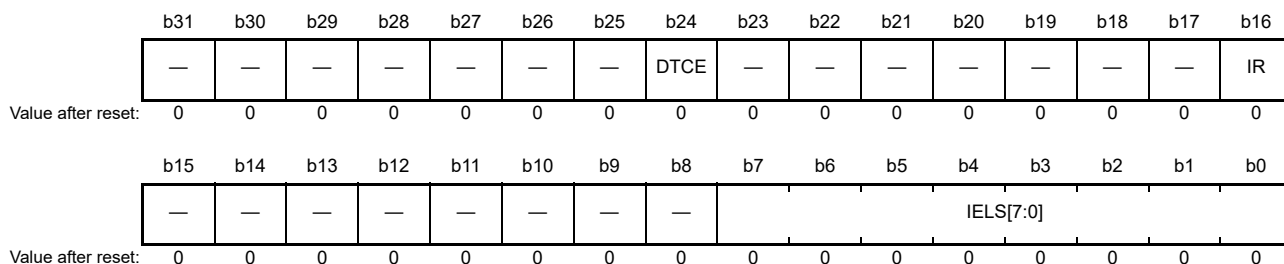 b31 b30 b29 b28 b27 b26 b25 b24 b23 b22 b21 b20 b19 b18 b17 b16
— — — — — — — DTCE — — — — — — — IR
Value after reset: 0 0 0 0 0 0 0 0 0 0 0 0 0 0 0 0
b15 b14 b13 b12 b11 b10 b9 b8 b7 b6 b5 b4 b3 b2 b1 b0
— — — — — — — — IELS[7:0]
Value after reset: 0 0 0 0 0 0 0 0 0 0 0 0 0 0 0 0